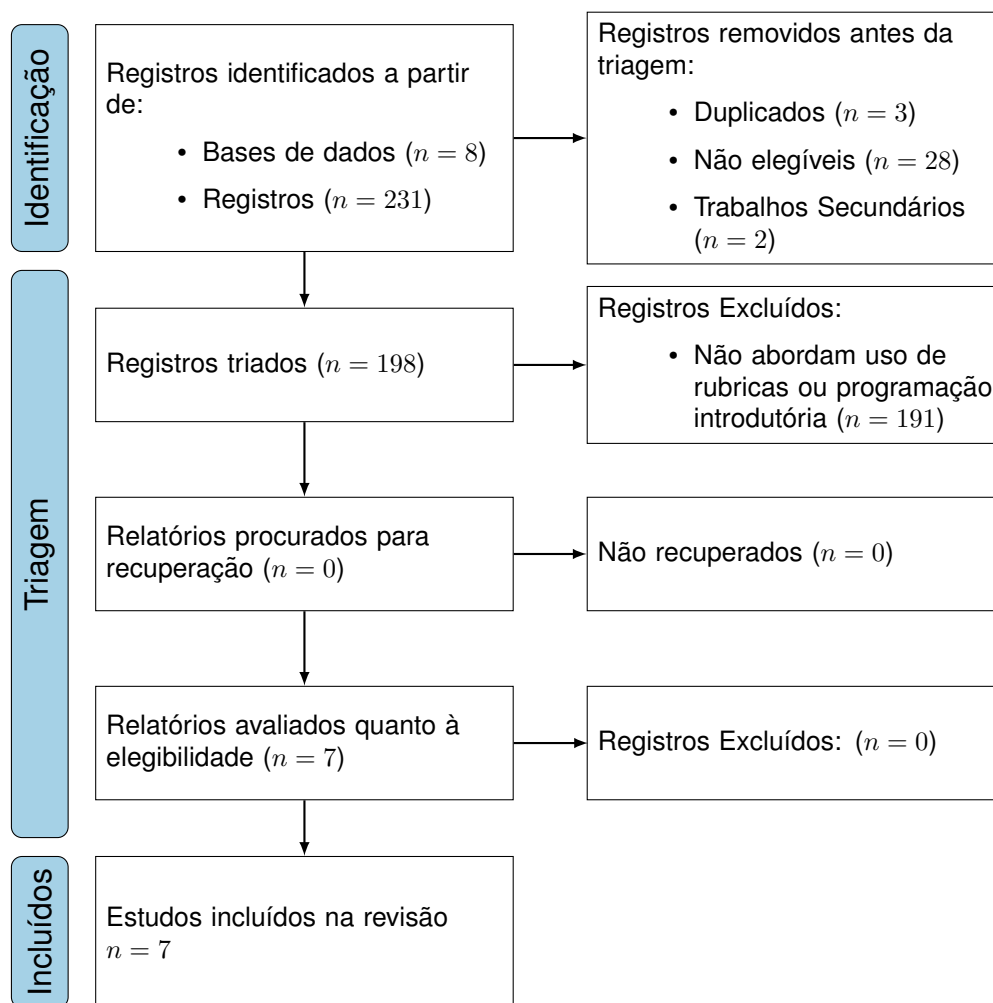 Identificação
Registros identificados a partir
de:
• Bases de dados (n = 8)
• Registros (n = 231)
Registros removidos antes da
triagem:
• Duplicados (n = 3)
• Não elegíveis (n = 28)
• Trabalhos Secundários
(n = 2)
Triagem
Registros triados (n = 198)
Registros Excluídos:
• Não abordam uso de
rubricas ou programação
introdutória (n = 191)
Relatórios procurados para
recuperação (n = 0)
Não recuperados (n = 0)
Relatórios avaliados quanto à
elegibilidade (n = 7)
Registros Excluídos: (n = 0)
Incluídos
Estudos incluídos na revisão
n = 7